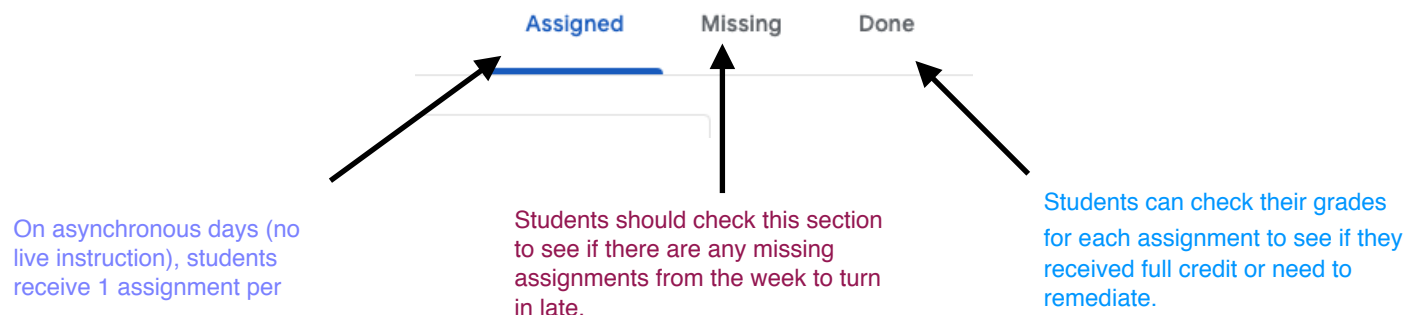 Assigned Missing Done
On asynchronous days (no
live instruction), students
receive 1 assignment per
Students should check this section
to see if there are any missing
assignments from the week to turn
in late.
Students can check their grades
for each assignment to see if they
received full credit or need to
remediate.